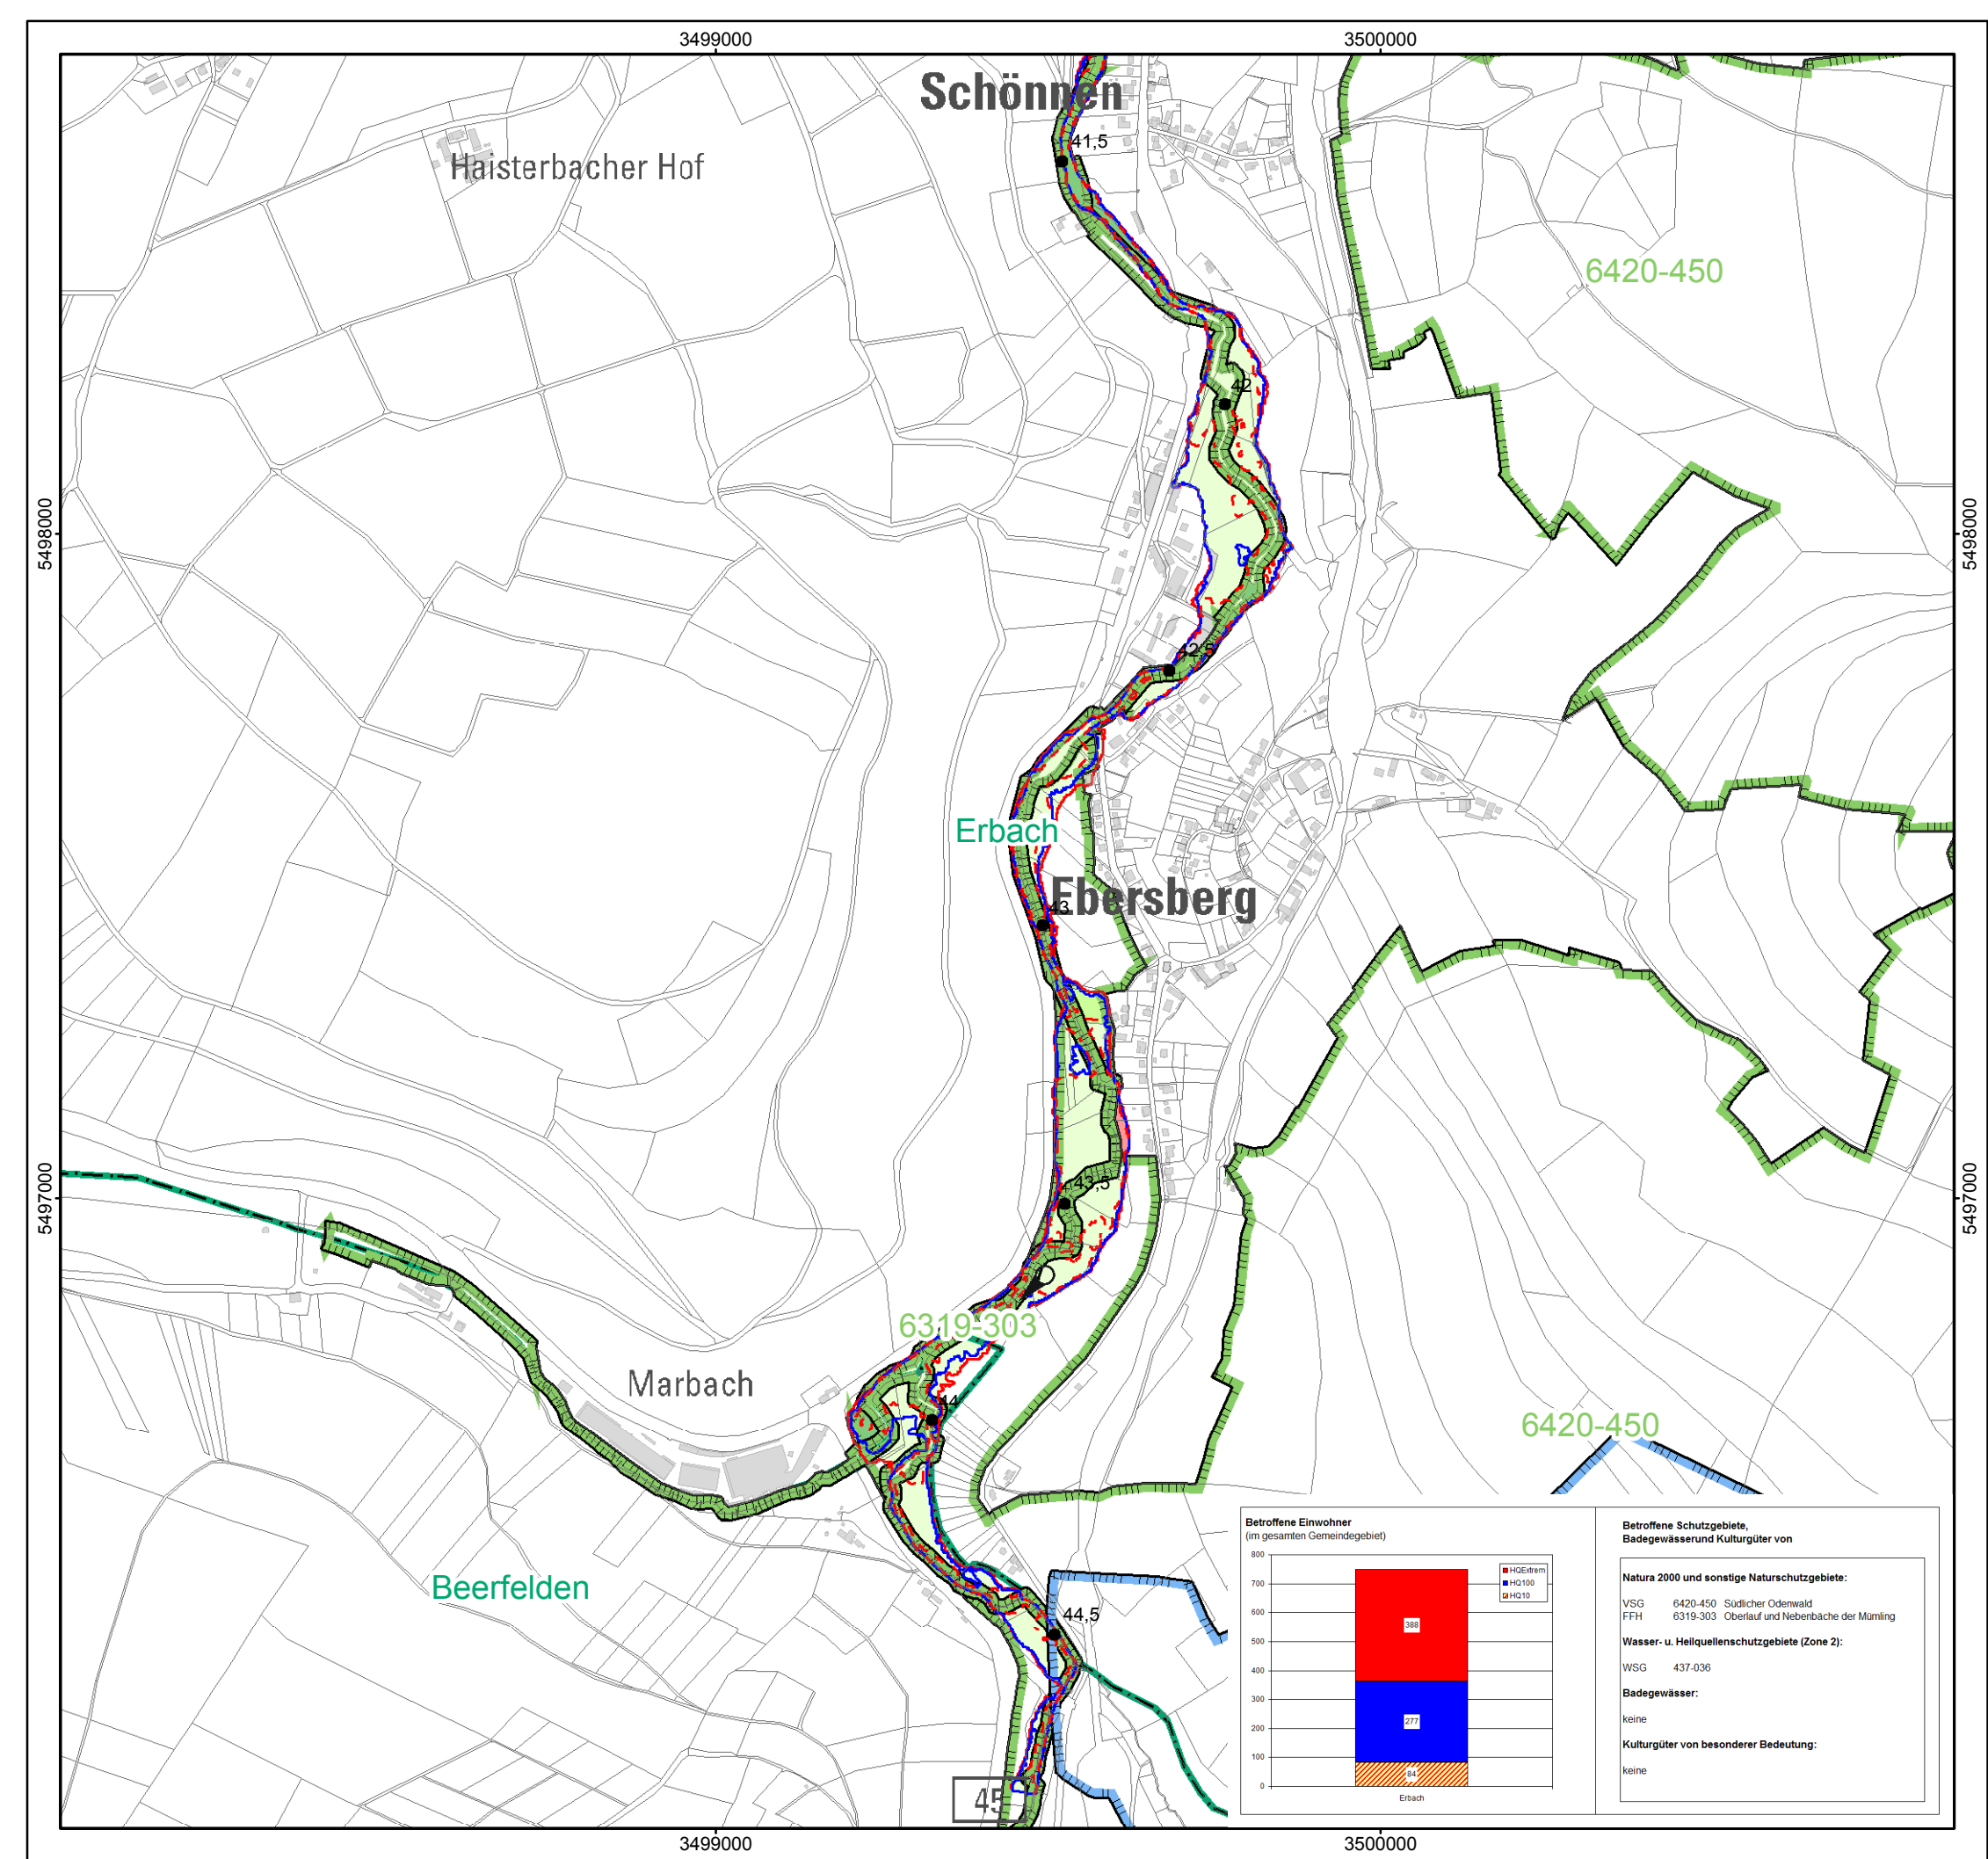 3499000
3500000
Schönnen
41,5
Haisterbacher Hof
6420-450
42
5498000
5498000
42,5
Erbach
Ebersberg
43
43,5
5497000
5497000
6319-303
Marbach
44
6420-450
Beerfelden
44,5
45
Betroffene Einwohner
(im gesamten Gemeindegebiet)
800
700
600
500
400
300
200
100
0
HQExtrem
HQ100
HQ10
388
277
84
Erbach
Betroffene Schutzgebiete,
Badegewässerund Kulturgüter von
Natura 2000 und sonstige Naturschutzgebiete:
VSG 6420-450 Südlicher Odenwald
FFH 6319-303 Oberlauf und Nebenbäche der Mümling
Wasser- u. Heilquellenschutzgebiete (Zone 2):
WSG 437-036
Badegewässer:
keine
Kulturgüter von besonderer Bedeutung:
keine
3499000
3500000